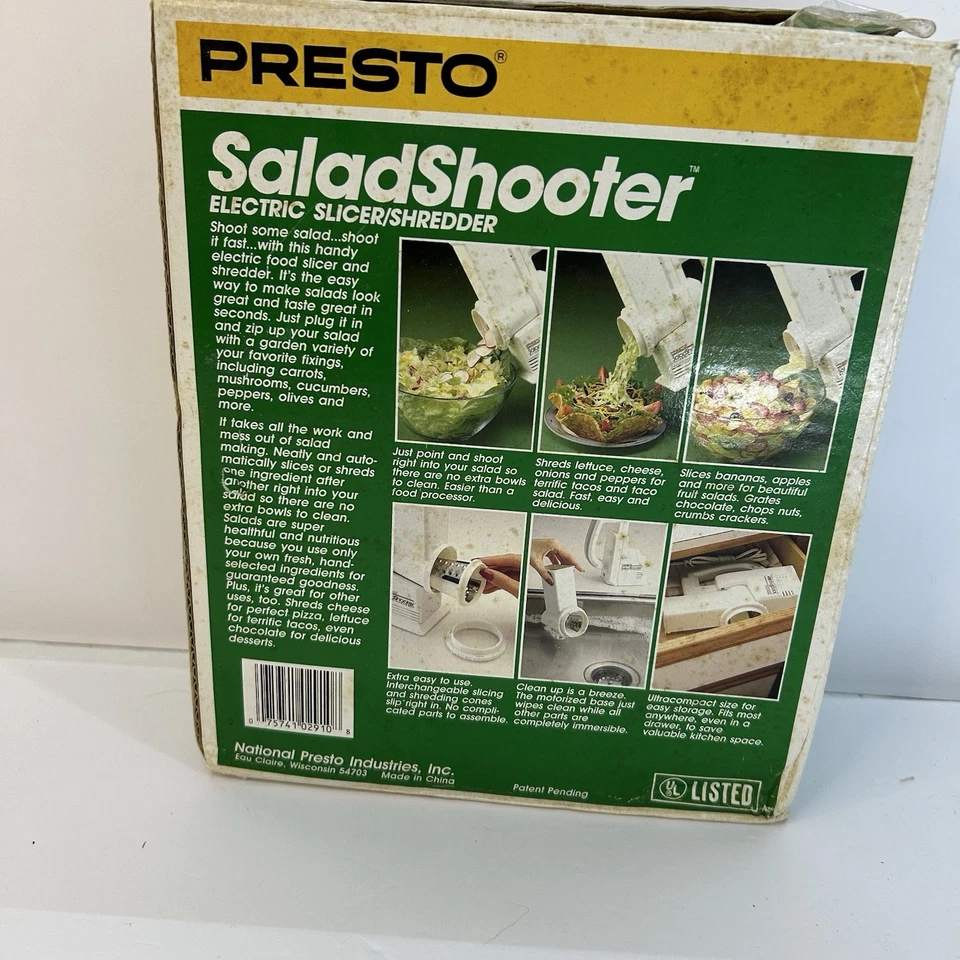 PRESTO®
SaladShooter™
ELECTRIC SLICER/SHREDDER
Shoot some salad...shoot
it fast...with this handy
electric food slicer and
shredder. It's the easy
way to make salads look
great and taste great in
seconds. Just plug it in
and zip up your salad
with a garden variety of
your favorite fixings,
including carrots,
mushrooms, cucumbers,
peppers, olives and
more.
It takes all the work and
mess out of salad
making. Neatly and auto-
matically slices or shreds
one ingredient after
another right into your
salad so there are no
extra bowls to clean.
Salads are super
healthful and nutritious
because you use only
your own fresh, hand-
selected ingredients for
guaranteed goodness.
Plus, it's great for other
uses, too. Shreds cheese
for perfect pizza, lettuce
for terrific tacos, even
chocolate for delicious
desserts.
Just point and shoot
right into your salad so
there are no extra bowls
to clean. Easier than a
food processor.
Shreds lettuce, cheese,
onions and peppers for
terrific tacos and taco
salad. Fast, easy and
delicious.
Slices bananas, apples
and more for beautiful
fruit salads. Grates
chocolate, chops nuts,
crumbs crackers.
Extra easy to use.
Interchangeable slicing
and shredding cones
slip right in. No compli-
cated parts to assemble.
Clean up is a breeze.
The motorized base just
wipes clean while all
other parts are
completely immersible.
Ultracompact size for
easy storage. Fits most
anywhere, even in a
drawer, to save
valuable kitchen space.
0 75741 02910 8
National Presto Industries, Inc.
Eau Claire, Wisconsin 54703 Made in China
Patent Pending
UL LISTED